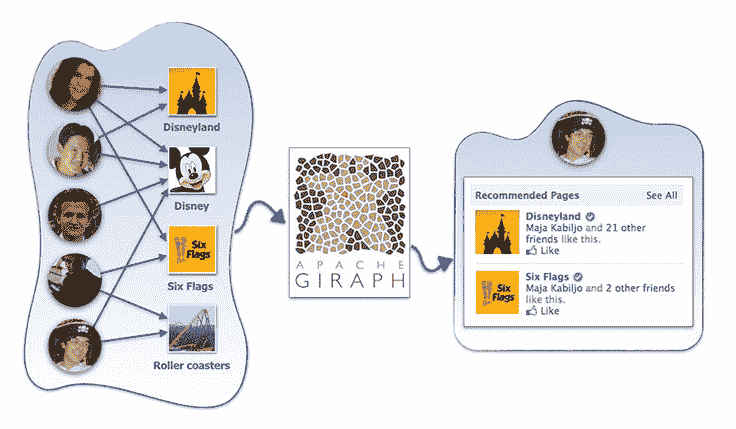 Disneyland
Disney
Six Flags
Six Flags
Roller coasters
APACHE
GIRAPH
Recommended Pages See All
Disneyland
Maja Kabiljo and 21 other
friends like this.
Like
Six Flags
Six Flags
Maja Kabiljo and 2 other friends
like this.
Like